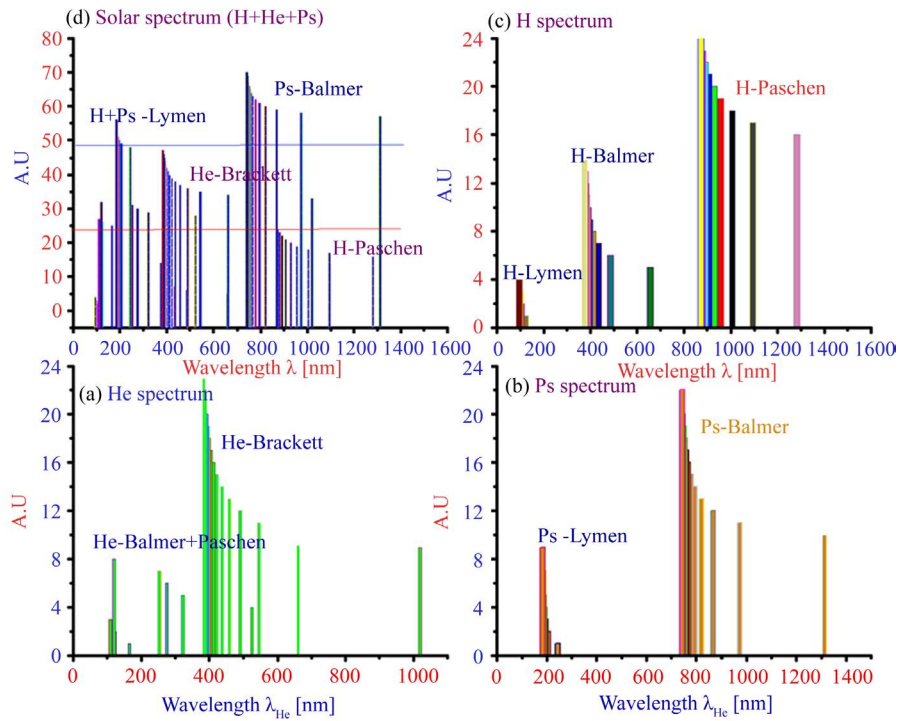 (d) Solar spectrum (H+He+Ps)
80
70
60
50
40
30
20
10
0
A.U
H+Ps -Lymen
Ps-Balmer
He-Brackett
H-Paschen
0 200 400 600 800 1000 1200 1400 1600
Wavelength λ [nm]
(c) H spectrum
24
20
16
12
8
4
0
A.U
H-Lymen
H-Balmer
H-Paschen
0 200 400 600 800 1000 1200 1400 1600
Wavelength λ [nm]
(a) He spectrum
24
20
16
12
8
4
0
A.U
He-Balmer+Paschen
He-Brackett
0 200 400 600 800 1000
Wavelength λHe [nm]
(b) Ps spectrum
24
20
16
12
8
4
0
A.U
Ps -Lymen
Ps-Balmer
0 200 400 600 800 1000 1200 1400
Wavelength λHe [nm]